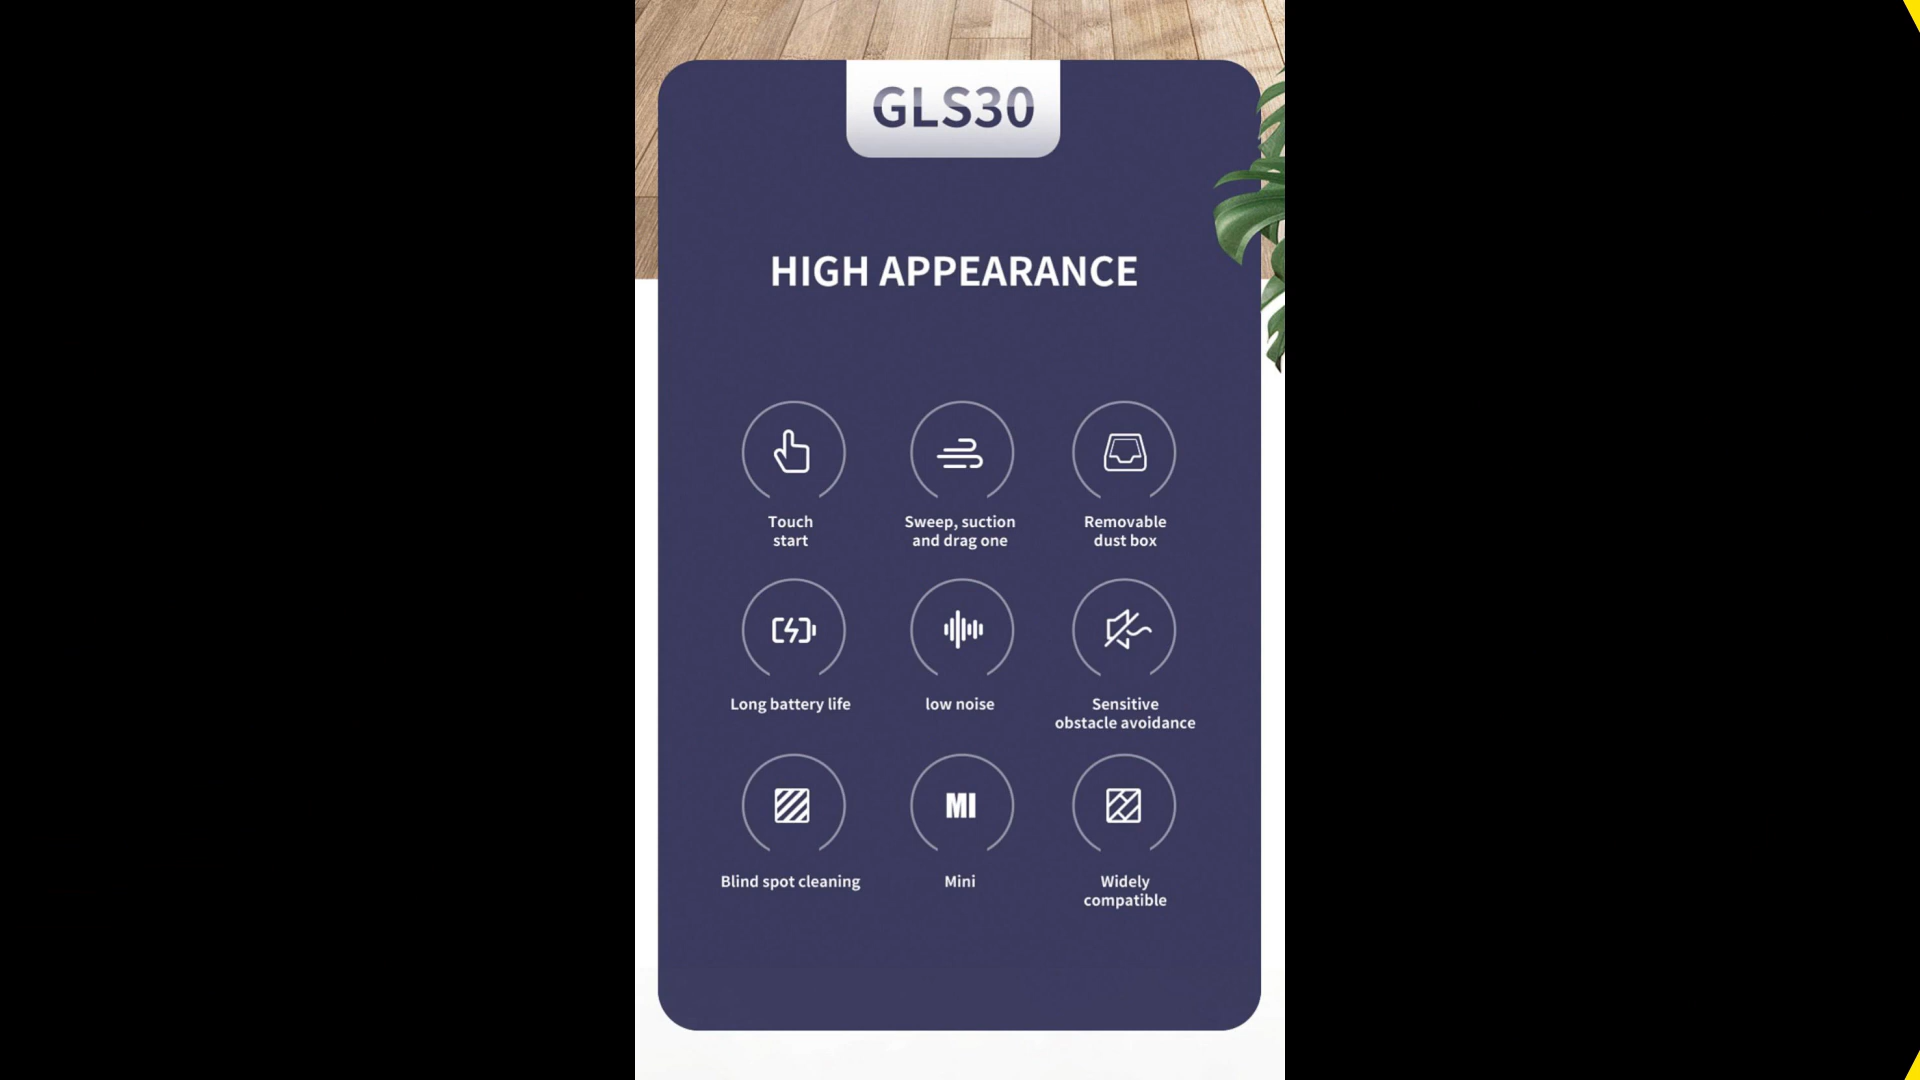 GLS30
HIGH APPEARANCE
Touch
start
Sweep, suction
and drag one
Removable
dust box
Long battery life
low noise
Sensitive
obstacle avoidance
Blind spot cleaning
MI
Mini
Widely
compatible